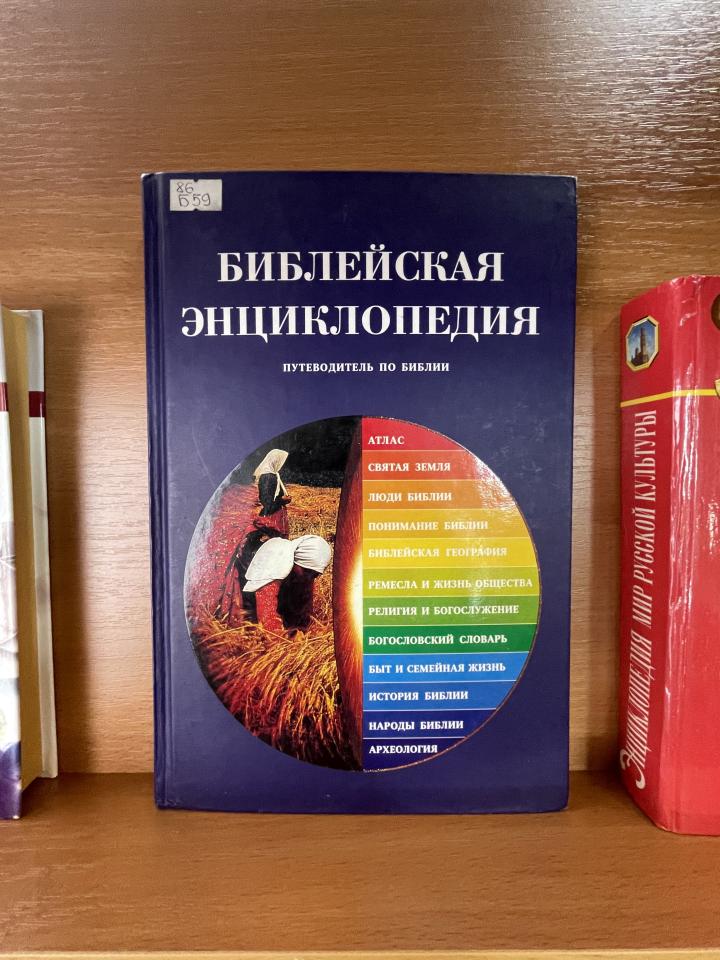 86
Б59
БИБЛЕЙСКАЯ
ЭНЦИКЛОПЕДИЯ
ПУТЕВОДИТЕЛЬ ПО БИБЛИИ
АТЛАС
СВЯТАЯ ЗЕМЛЯ
ЛЮДИ БИБЛИИ
ПОНИМАНИЕ БИБЛИИ
БИБЛЕЙСКАЯ ГЕОГРАФИЯ
РЕМЕСЛА И ЖИЗНЬ ОБЩЕСТВА
РЕЛИГИЯ И БОГОСЛУЖЕНИЕ
БОГОСЛОВСКИЙ СЛОВАРЬ
БЫТ И СЕМЕЙНАЯ ЖИЗНЬ
ИСТОРИЯ БИБЛИИ
НАРОДЫ БИБЛИИ
АРХЕОЛОГИЯ
ЭНЦИКЛОПЕДИЯ МИР РУССКОЙ КУЛЬТУРЫ